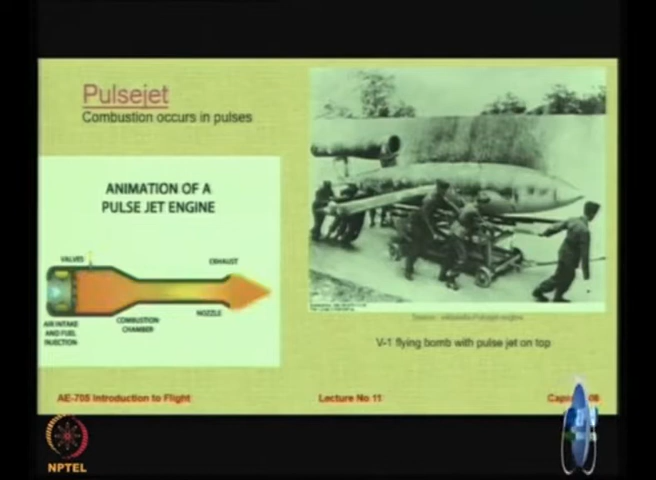 Pulsejet
Combustion occurs in pulses
ANIMATION OF A
PULSE JET ENGINE
VALVES
EXHAUST
AIR INTAKE
AND FUEL
INJECTION
COMBUSTION
CHAMBER
NOZZLE
V-1 flying bomb with pulse jet on top
AE-705 Introduction to Flight
Lecture No 11
NPTEL